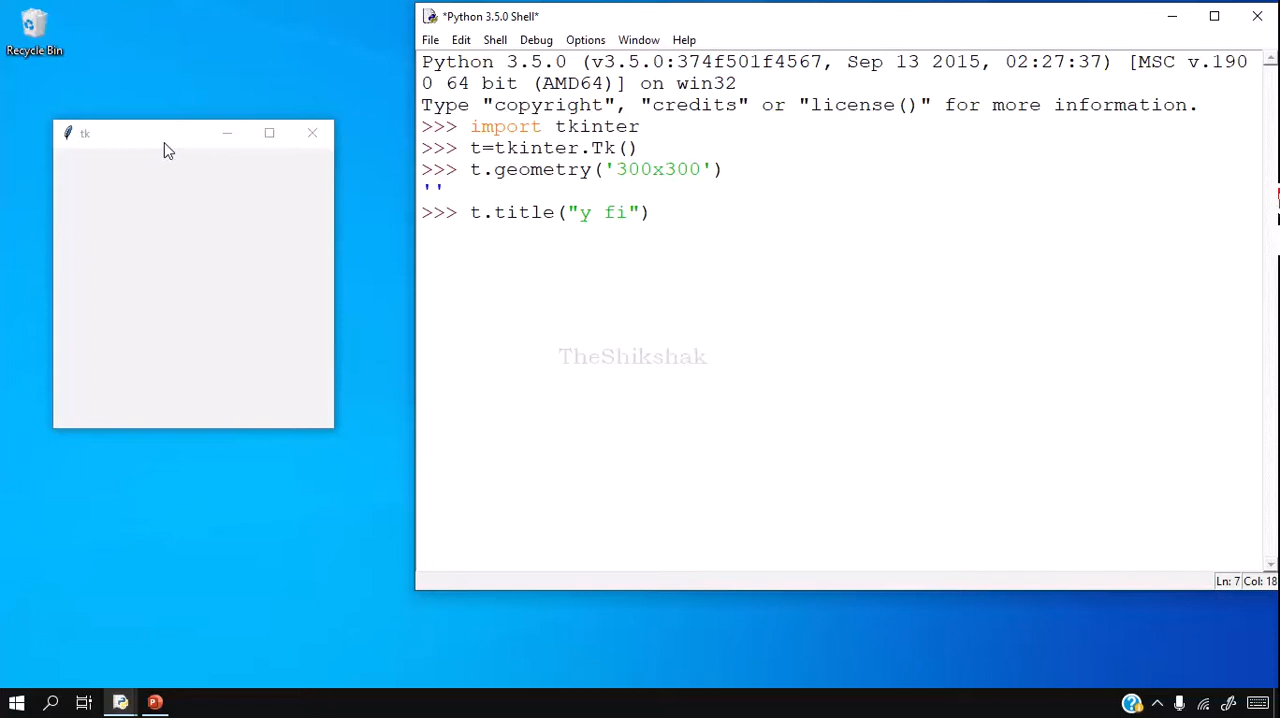 Recycle Bin
tk
*Python 3.5.0 Shell*
File Edit Shell Debug Options Window Help
Python 3.5.0 (v3.5.0:374f501f4567, Sep 13 2015, 02:27:37) [MSC v.190
0 64 bit (AMD64)] on win32
Type "copyright", "credits" or "license()" for more information.
>>> import tkinter
>>> t=tkinter.Tk()
>>> t.geometry('300x300')
''
>>> t.title("y fi")
TheShikshak
Ln: 7 Col: 18